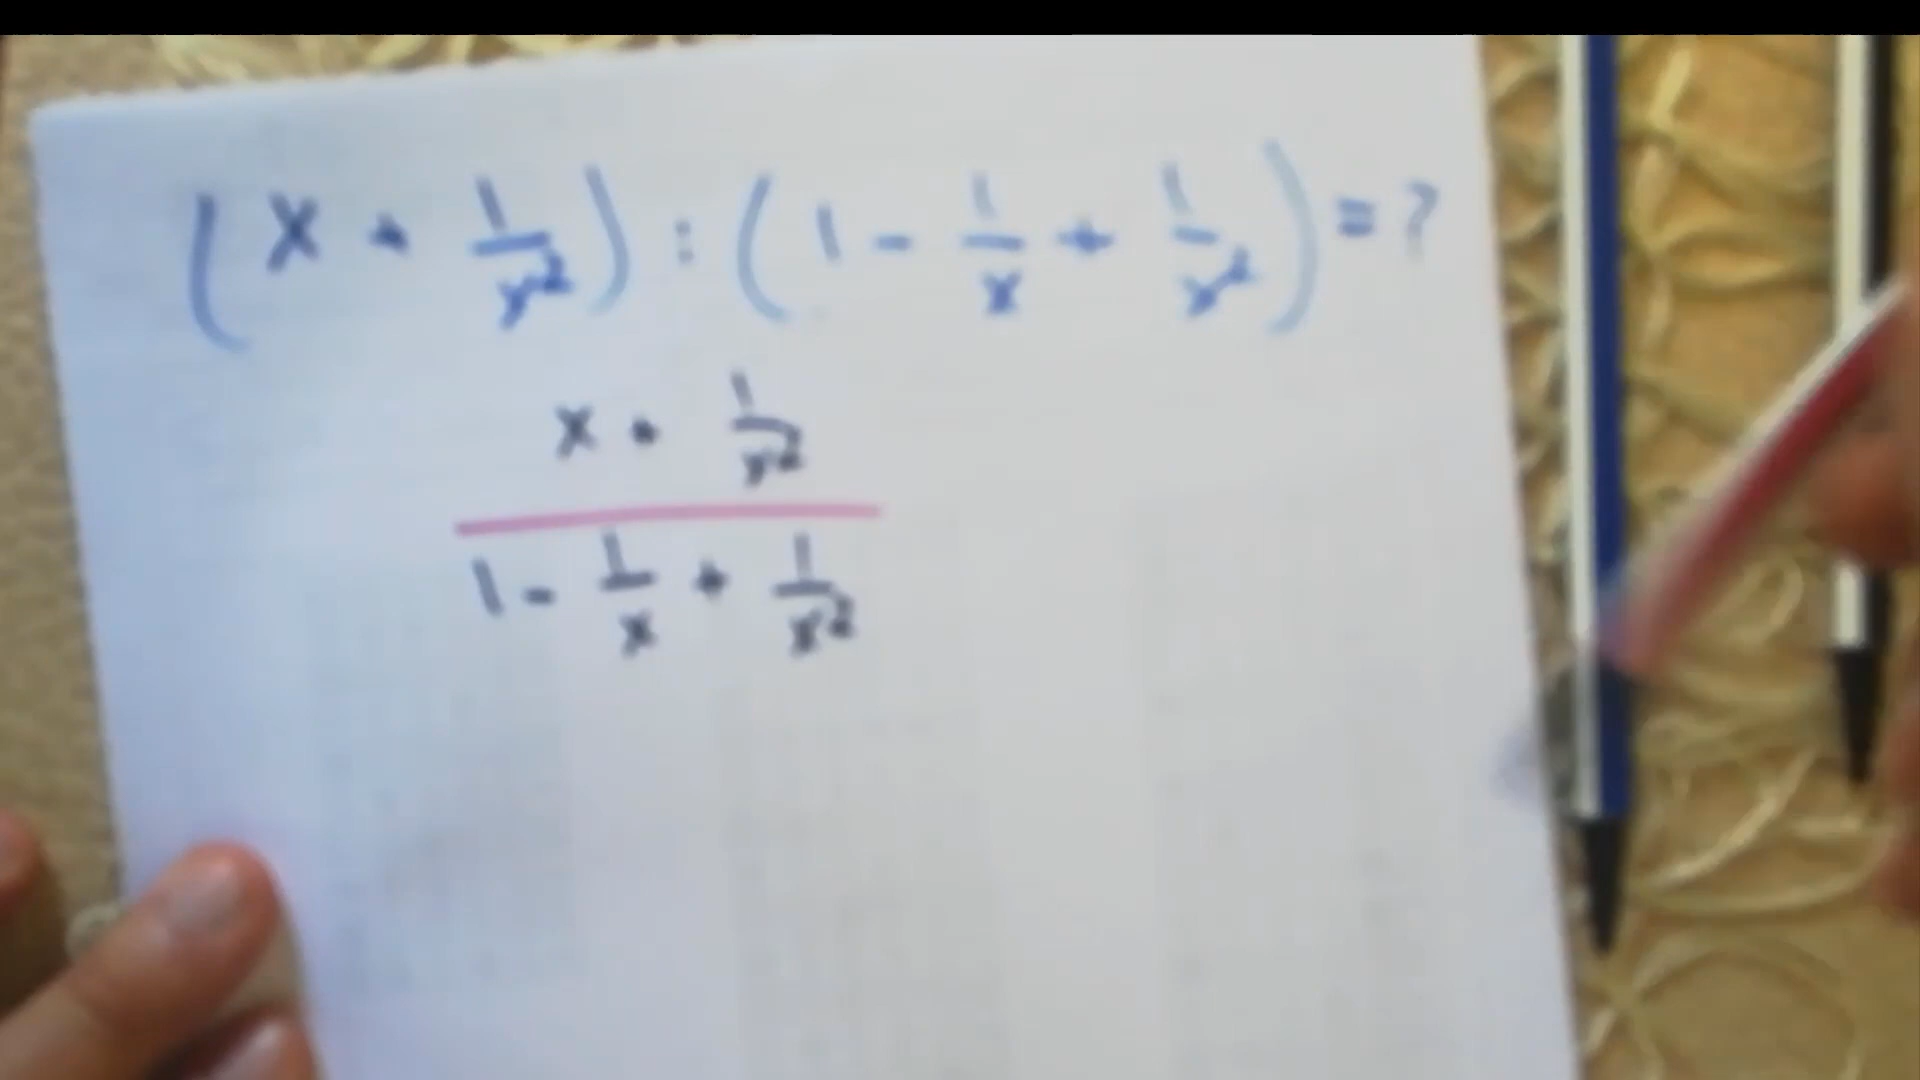 (x + 1/x²) : (1 - 1/x + 1/x²) = ?
x + 1/x²
1 - 1/x + 1/x²